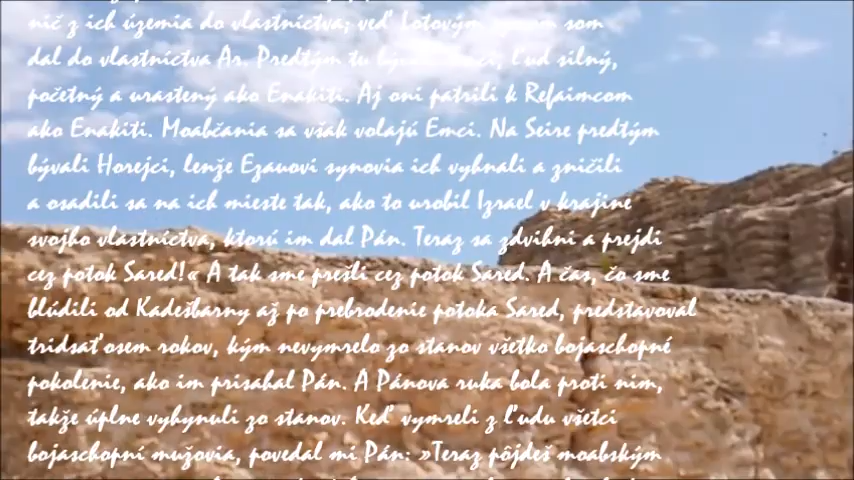 nič z ich územia do vlastníctva; veď Lotovým synom som
dal do vlastníctva Ar. Predtým tu bývali Emci, ľud silný,
početný a urastený ako Enakiti. Aj oni patrili k Refaimcom
ako Enakiti. Moabčania sa však volajú Emci. Na Seire predtým
bývali Horejci, lenže Ezauovi synovia ich vyhnali a zničili
a osadili sa na ich mieste tak, ako to urobil Izrael v krajine
svojho vlastníctva, ktorú im dal Pán. Teraz sa zdvihni a prejdi
cez potok Sared!« A tak sme prešli cez potok Sared. A čas, čo sme
blúdili od Kadešbarny až po prebrodenie potoka Sared, predstavoval
tridsaťosem rokov, kým nevymrelo zo stanov všetko bojaschopné
pokolenie, ako im prisahal Pán. A Pánova ruka bola proti nim,
takže úplne vyhynuli zo stanov. Keď vymreli z ľudu všetci
bojaschopní mužovia, povedal mi Pán: »Teraz pôjdeš moabským